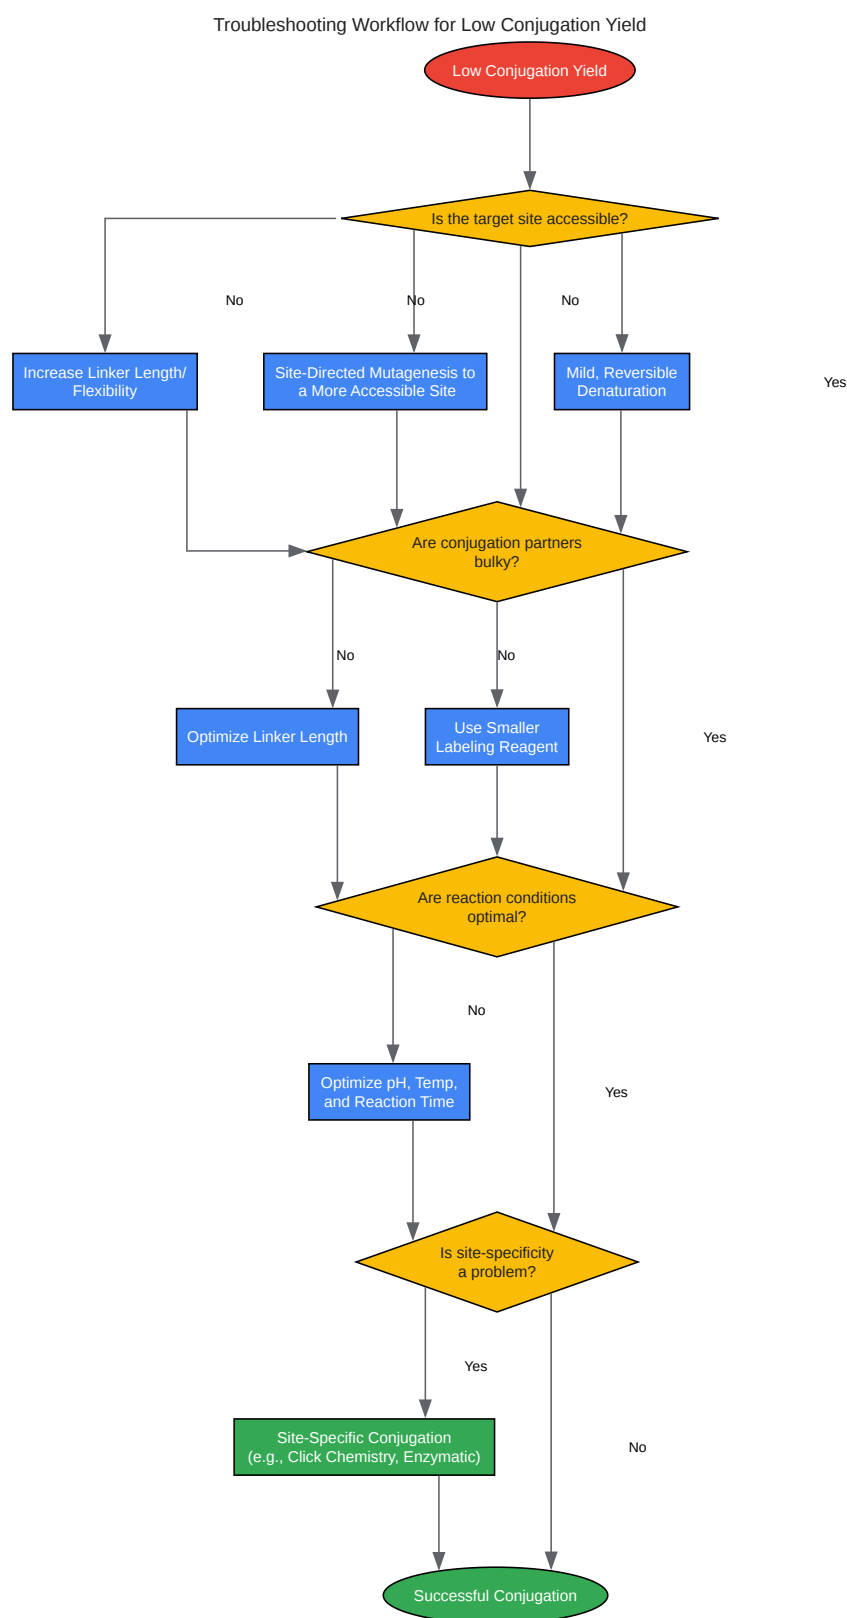 Troubleshooting Workflow for Low Conjugation Yield
Low Conjugation Yield
Is the target site accessible?
No
No
No
Increase Linker Length/
Flexibility
Site-Directed Mutagenesis to
a More Accessible Site
Mild, Reversible
Denaturation
Yes
Are conjugation partners
bulky?
No
No
Optimize Linker Length
Use Smaller
Labeling Reagent
Yes
Are reaction conditions
optimal?
No
Optimize pH, Temp,
and Reaction Time
Yes
Is site-specificity
a problem?
Yes
Site-Specific Conjugation
(e.g., Click Chemistry, Enzymatic)
No
Successful Conjugation